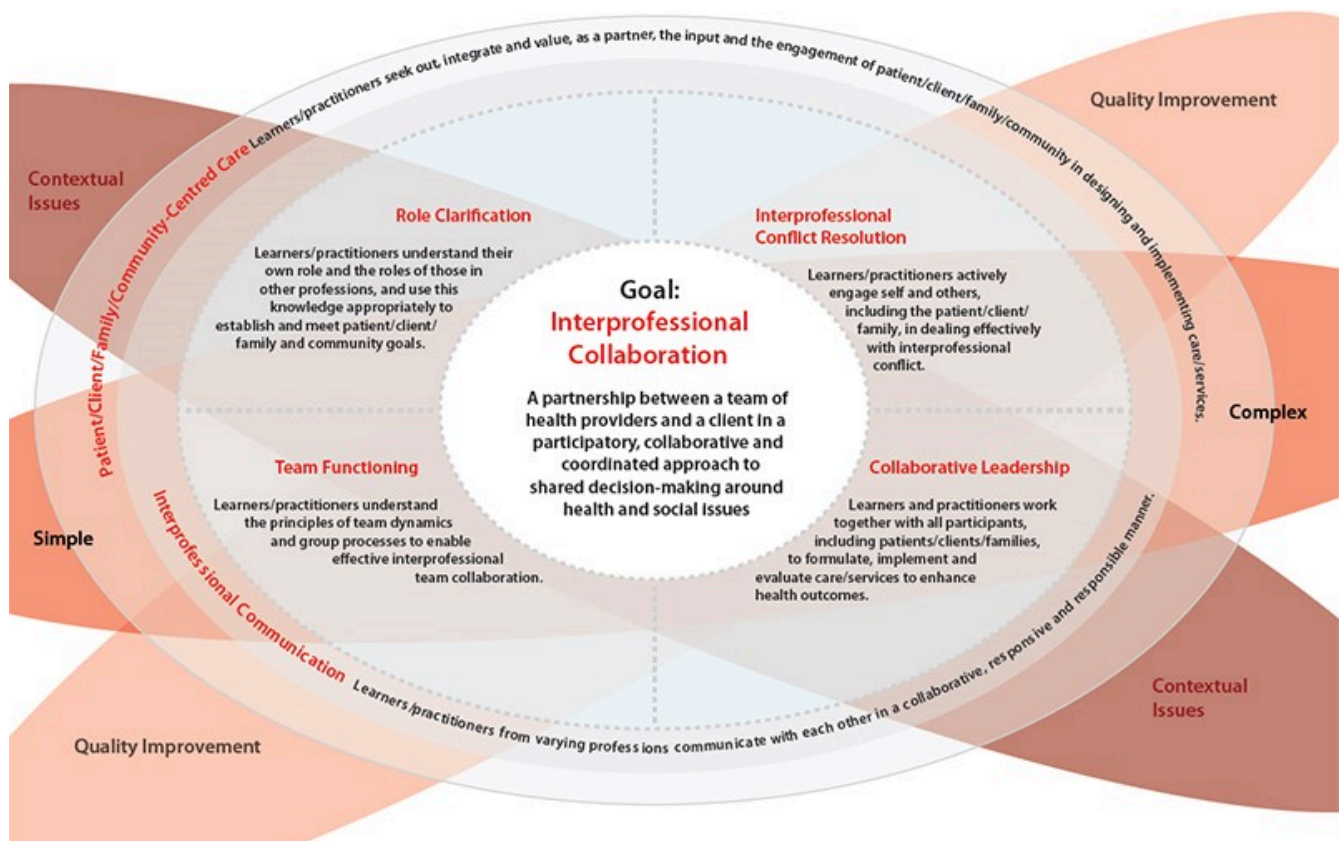 Patient/Client/Family/Community-Centred Care Learners/practitioners seek out, integrate and value, as a partner, the input and the engagement of patient/client/family/community in designing and implementing care/services.
Quality Improvement
Contextual
Issues
Role Clarification
Learners/practitioners understand their
own role and the roles of those in
other professions, and use this
knowledge appropriately to
establish and meet patient/client/
family and community goals.
Interprofessional
Conflict Resolution
Learners/practitioners actively
engage self and others,
including the patient/client/
family, in dealing effectively
with interprofessional
conflict.
Goal:
Interprofessional
Collaboration
A partnership between a team of
health providers and a client in a
participatory, collaborative and
coordinated approach to
shared decision-making around
health and social issues
Complex
Simple
Team Functioning
Learners/practitioners understand
the principles of team dynamics
and group processes to enable
effective interprofessional
team collaboration.
Collaborative Leadership
Learners and practitioners work
together with all participants,
including patients/clients/families,
to formulate, implement and
evaluate care/services to enhance
health outcomes.
Interprofessional Communication Learners/practitioners from varying professions communicate with each other in a collaborative, responsive and responsible manner.
Contextual
Issues
Quality Improvement